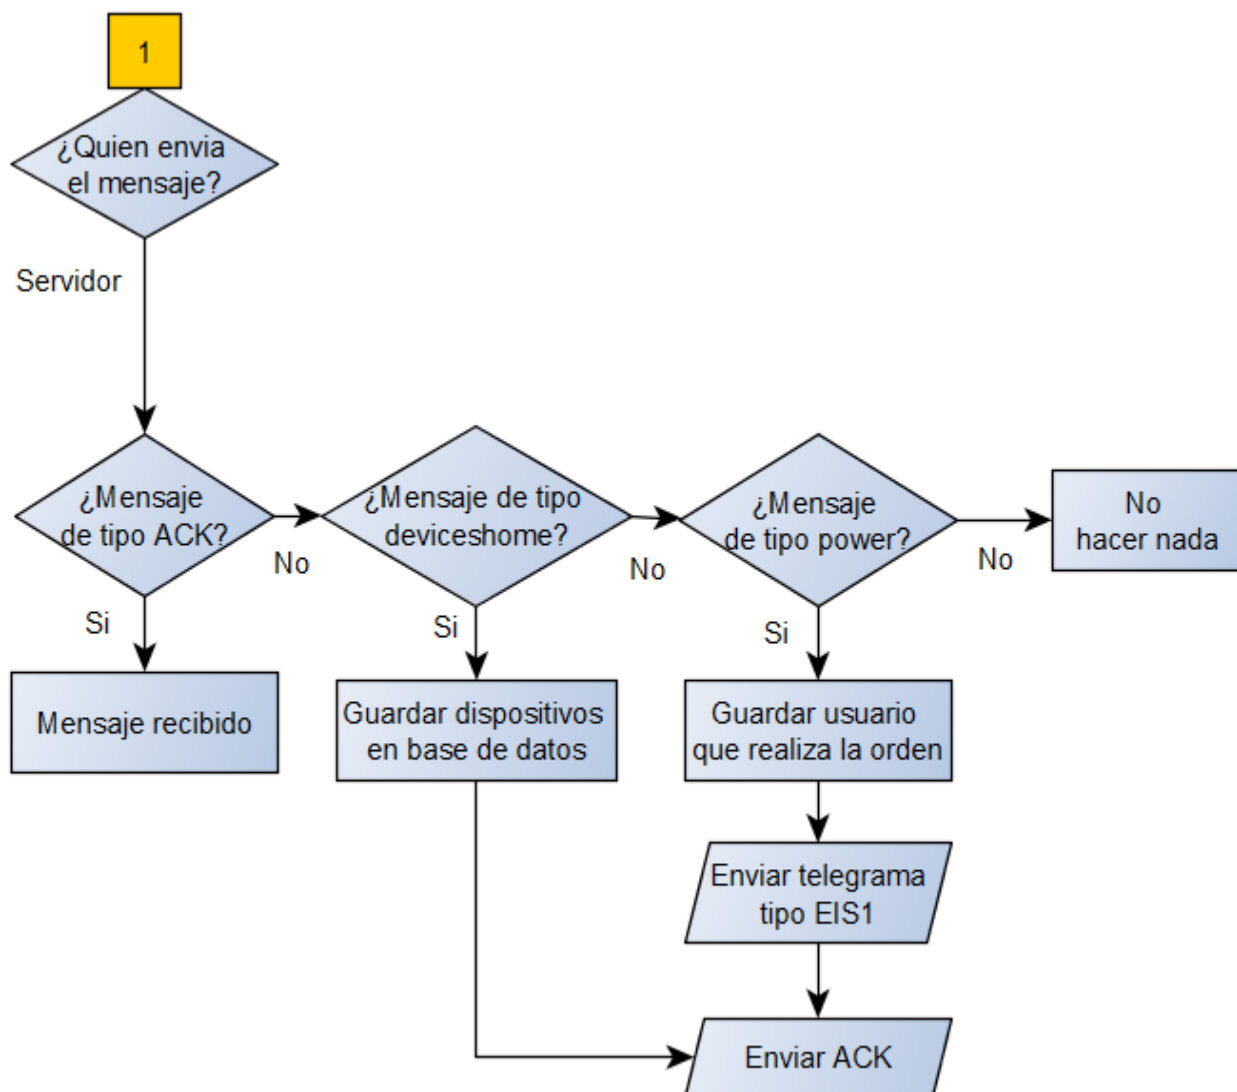 1
¿Quien envia
el mensaje?
Servidor
¿Mensaje
de tipo ACK?
No
¿Mensaje de tipo
deviceshome?
No
¿Mensaje
de tipo power?
No
No
hacer nada
Si
Si
Si
Mensaje recibido
Guardar dispositivos
en base de datos
Guardar usuario
que realiza la orden
Enviar telegrama
tipo EIS1
Enviar ACK